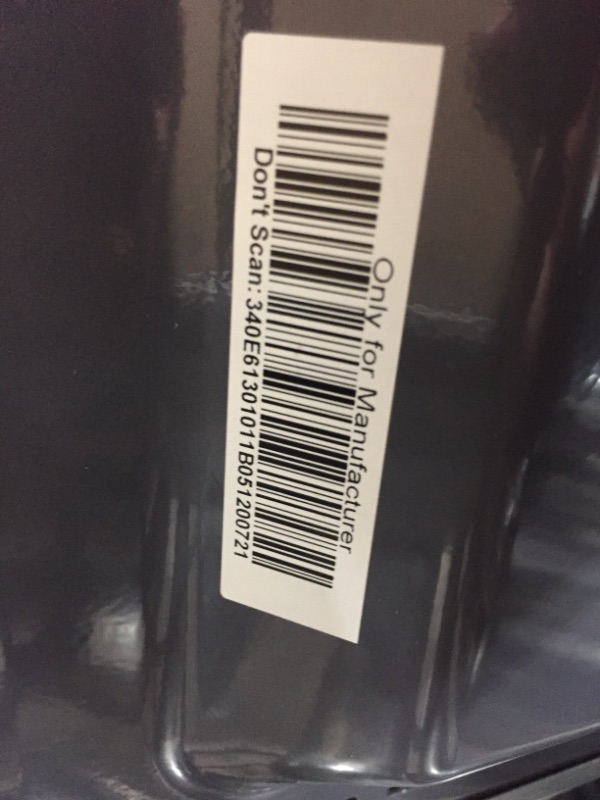 Only for Manufacturer
Don't Scan: 340E61301011B051200721